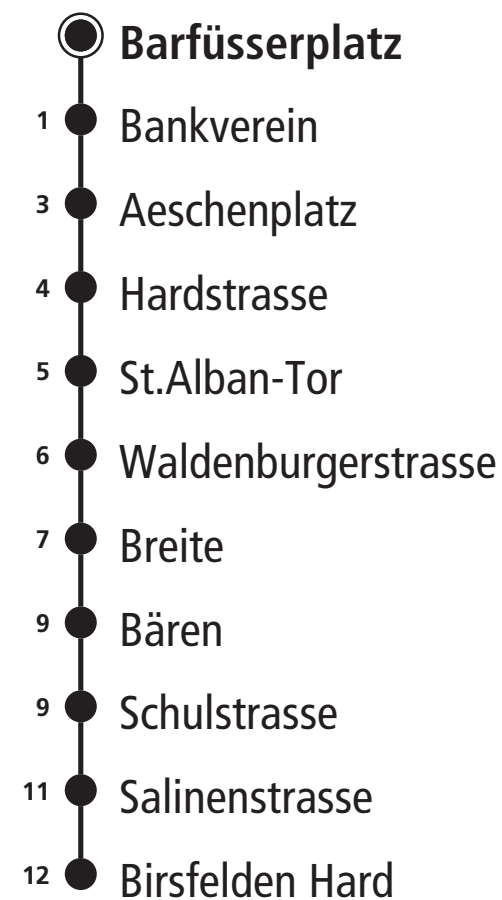 Barfüsserplatz
1 Bankverein
3 Aeschenplatz
4 Hardstrasse
5 St.Alban-Tor
6 Waldenburgerstrasse
7 Breite
9 Bären
9 Schulstrasse
11 Salinenstrasse
12 Birsfelden Hard